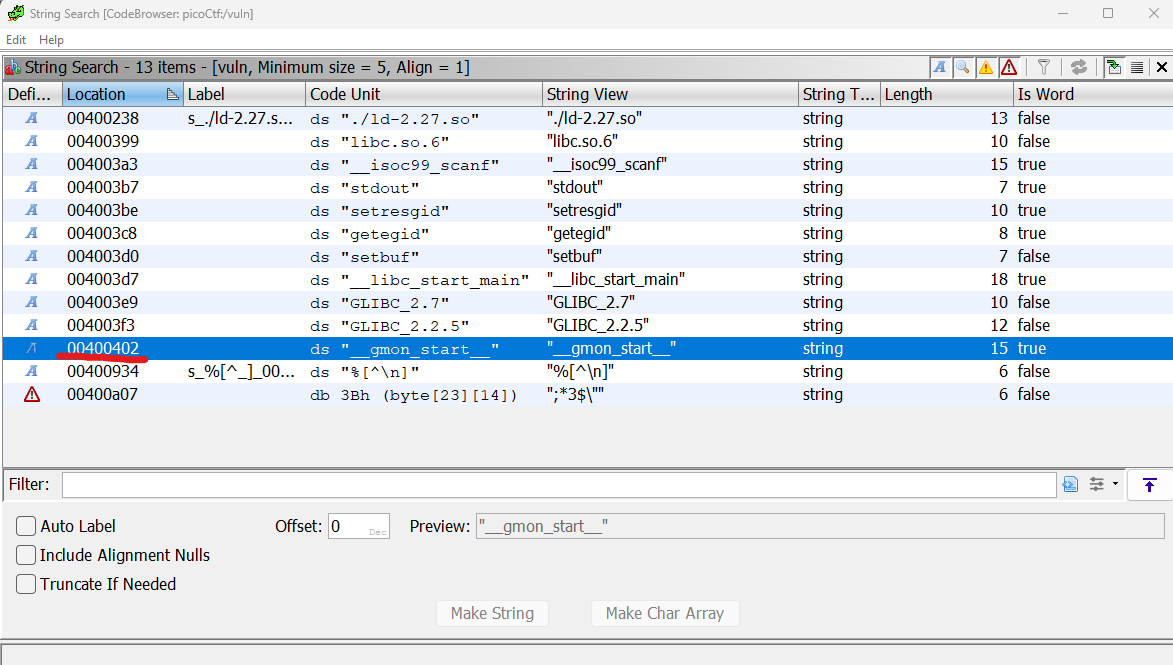 String Search [CodeBrowser: picoCtf:/vuln]
Edit Help
String Search - 13 items - [vuln, Minimum size = 5, Align = 1]
Defi... Location Label Code Unit String View String T... Length Is Word
A 00400238 s_./ld-2.27.s... ds "./ld-2.27.so" "./ld-2.27.so" string 13 false
A 00400399 ds "libc.so.6" "libc.so.6" string 10 false
A 004003a3 ds "__isoc99_scanf" "__isoc99_scanf" string 15 true
A 004003b7 ds "stdout" "stdout" string 7 true
A 004003be ds "setresgid" "setresgid" string 10 true
A 004003c8 ds "getegid" "getegid" string 8 true
A 004003d0 ds "setbuf" "setbuf" string 7 false
A 004003d7 ds "__libc_start_main" "__libc_start_main" string 18 true
A 004003e9 ds "GLIBC_2.7" "GLIBC_2.7" string 10 false
A 004003f3 ds "GLIBC_2.2.5" "GLIBC_2.2.5" string 12 false
A 00400402 ds "__gmon_start__" "__gmon_start__" string 15 true
A 00400934 s_%[^_]_00... ds "%[^\n]" "%[^\n]" string 6 false
00400a07 db 3Bh (byte[23][14]) ";*3$\"" string 6 false
Filter:
Auto Label Offset: 0 Dec Preview: "__gmon_start__"
Include Alignment Nulls
Truncate If Needed
Make String Make Char Array